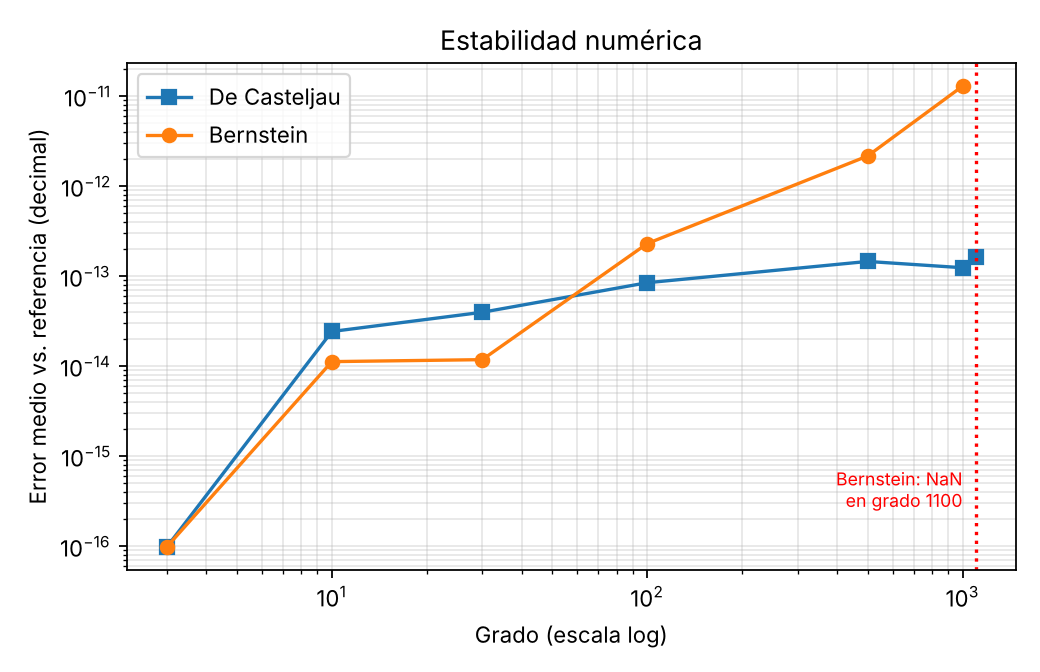 Estabilidad numérica
De Casteljau
Bernstein
Error medio vs. referencia (decimal)
10⁻¹¹
10⁻¹²
10⁻¹³
10⁻¹⁴
10⁻¹⁵
10⁻¹⁶
Bernstein: NaN
en grado 1100
10¹
10²
10³
Grado (escala log)